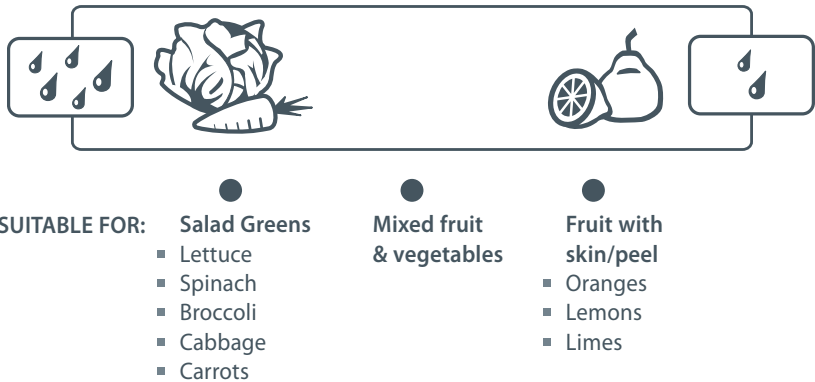 SUITABLE FOR:
Salad Greens
▪ Lettuce
▪ Spinach
▪ Broccoli
▪ Cabbage
▪ Carrots
Mixed fruit
& vegetables
Fruit with
skin/peel
▪ Oranges
▪ Lemons
▪ Limes